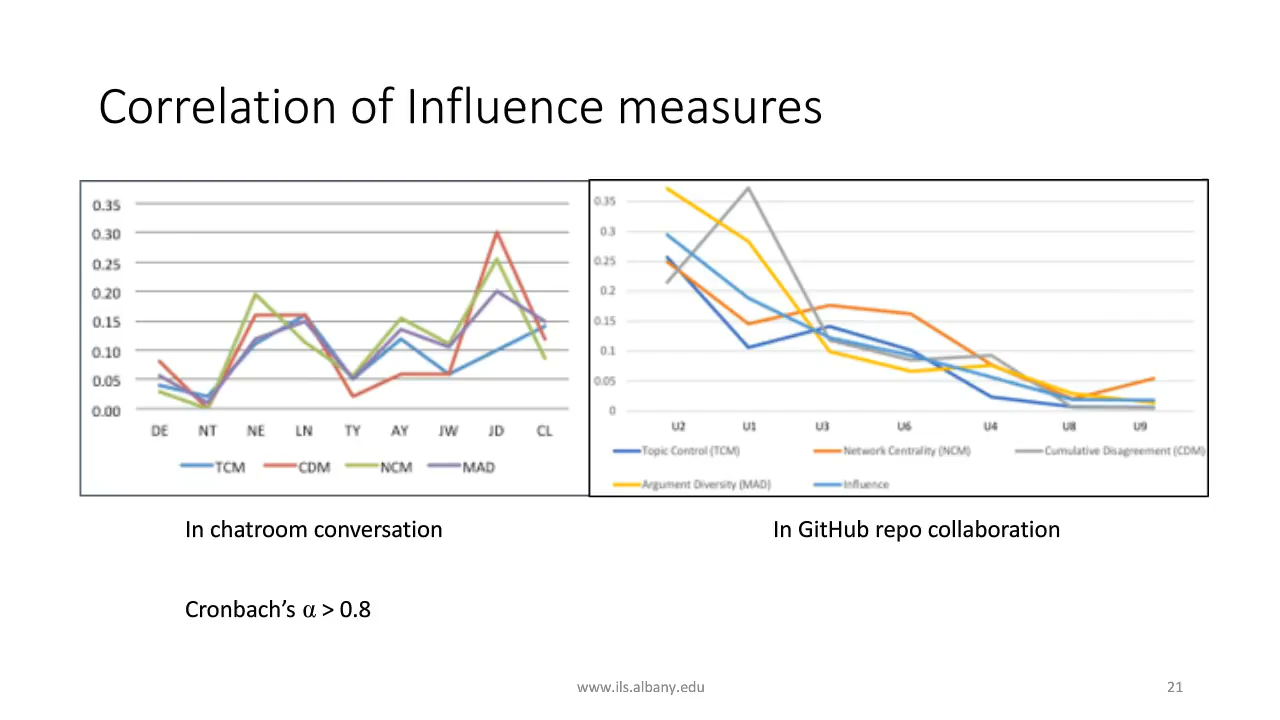 Correlation of Influence measures
0.35
0.30
0.25
0.20
0.15
0.10
0.05
0.00
DE NT NE LN TY AY JW JD CL
TCM CDM NCM MAD
0.35
0.3
0.25
0.2
0.15
0.1
0.05
0
U2 U1 U3 U6 U4 U8 U9
Topic Control (TCM) Network Centrality (NCM) Cumulative Disagreement (CDM)
Argument Diversity (MAD) Influence
In chatroom conversation
In GitHub repo collaboration
Cronbach’s α > 0.8
www.ils.albany.edu
21